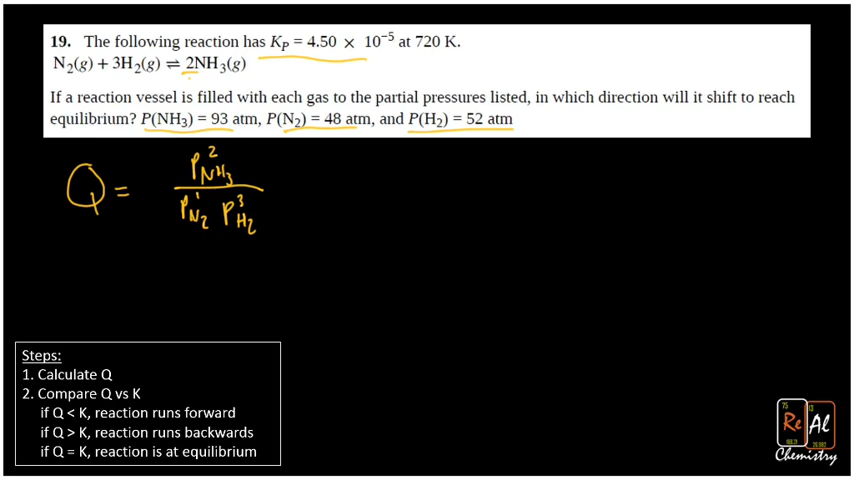 19. The following reaction has K_P = 4.50 × 10⁻⁵ at 720 K.
N₂(g) + 3H₂(g) ⇌ 2NH₃(g)
If a reaction vessel is filled with each gas to the partial pressures listed, in which direction will it shift to reach
equilibrium? P(NH₃) = 93 atm, P(N₂) = 48 atm, and P(H₂) = 52 atm
Q = P²NH₃
P¹N₂ P³H₂
Steps:
1. Calculate Q
2. Compare Q vs K
if Q < K, reaction runs forward
if Q > K, reaction runs backwards
if Q = K, reaction is at equilibrium
75 13
Re Al
Chemistry